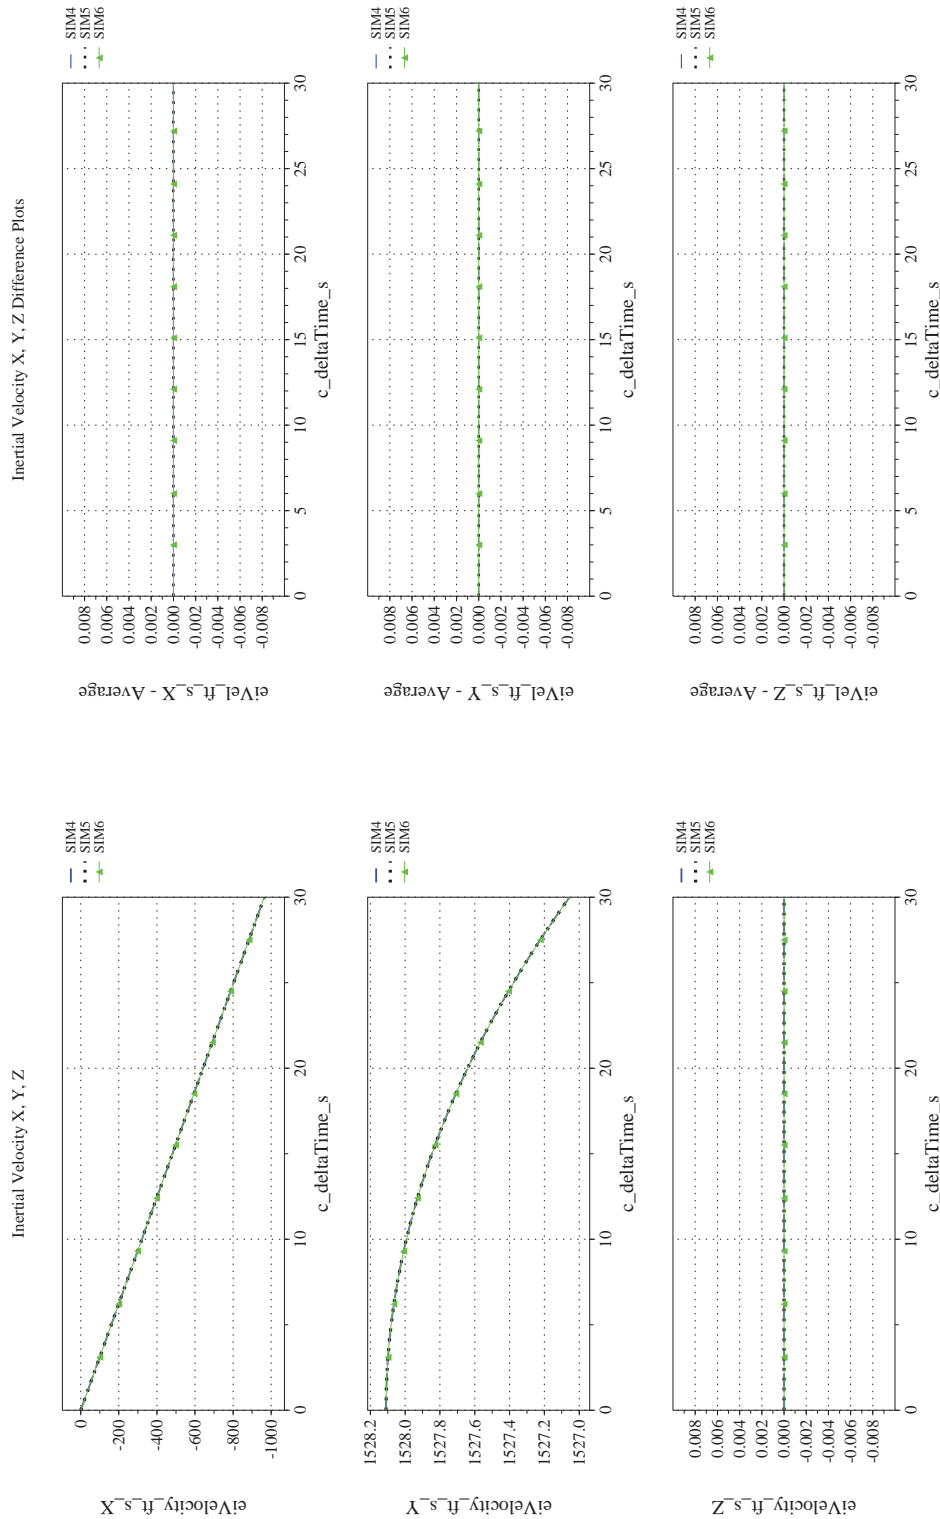 Inertial Velocity X, Y, Z
eiVelocity_ft_s_X
0
-200
-400
-600
-800
-1000
0
10
20
30
c_deltaTime_s
SIM4
SIM5
SIM6
eiVelocity_ft_s_Y
1528.2
1528.0
1527.8
1527.6
1527.4
1527.2
1527.0
0
10
20
30
c_deltaTime_s
SIM4
SIM5
SIM6
eiVelocity_ft_s_Z
0.008
0.006
0.004
0.002
0.000
-0.002
-0.004
-0.006
-0.008
0
10
20
30
c_deltaTime_s
SIM4
SIM5
SIM6
Inertial Velocity X, Y, Z Difference Plots
eiVel_ft_s_X - Average
0.008
0.006
0.004
0.002
0.000
-0.002
-0.004
-0.006
-0.008
0
5
10
15
20
25
30
c_deltaTime_s
SIM4
SIM5
SIM6
eiVel_ft_s_Y - Average
0.008
0.006
0.004
0.002
0.000
-0.002
-0.004
-0.006
-0.008
0
5
10
15
20
25
30
c_deltaTime_s
SIM4
SIM5
SIM6
eiVel_ft_s_Z - Average
0.008
0.006
0.004
0.002
0.000
-0.002
-0.004
-0.006
-0.008
0
5
10
15
20
25
30
c_deltaTime_s
SIM4
SIM5
SIM6